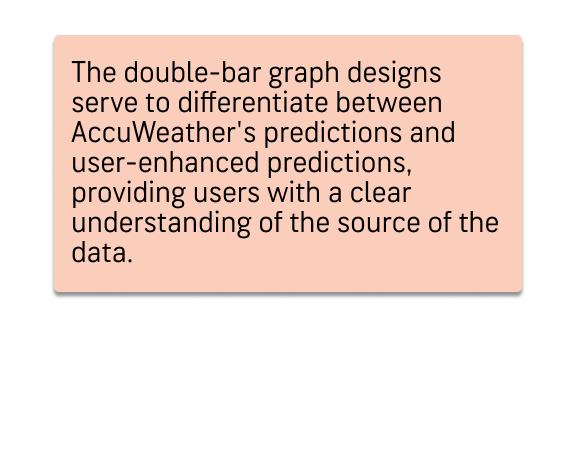 The double-bar graph designs
serve to differentiate between
AccuWeather's predictions and
user-enhanced predictions,
providing users with a clear
understanding of the source of the
data.